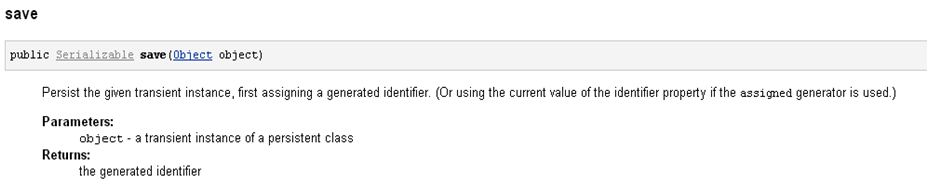 save
public Serializable save(Object object)
Persist the given transient instance, first assigning a generated identifier. (Or using the current value of the identifier property if the assigned generator is used.)
Parameters:
object - a transient instance of a persistent class
Returns:
the generated identifier